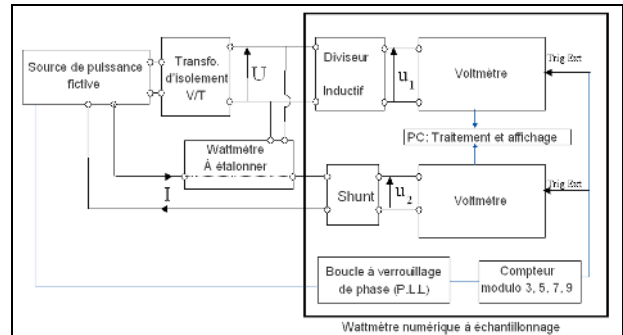 Source de puissance
fictive
Transfo.
d'isolement
V/T
U
Diviseur
Inductif
u1
Voltmètre
Trig Ext
PC: Traitement et affichage
Wattmètre
À étalonner
I
Shunt
u2
Voltmètre
Trig Ext
Boucle à verrouillage
de phase (P.L.L)
Compteur
modulo 3, 5, 7, 9
Wattmètre numérique à échantillonnage